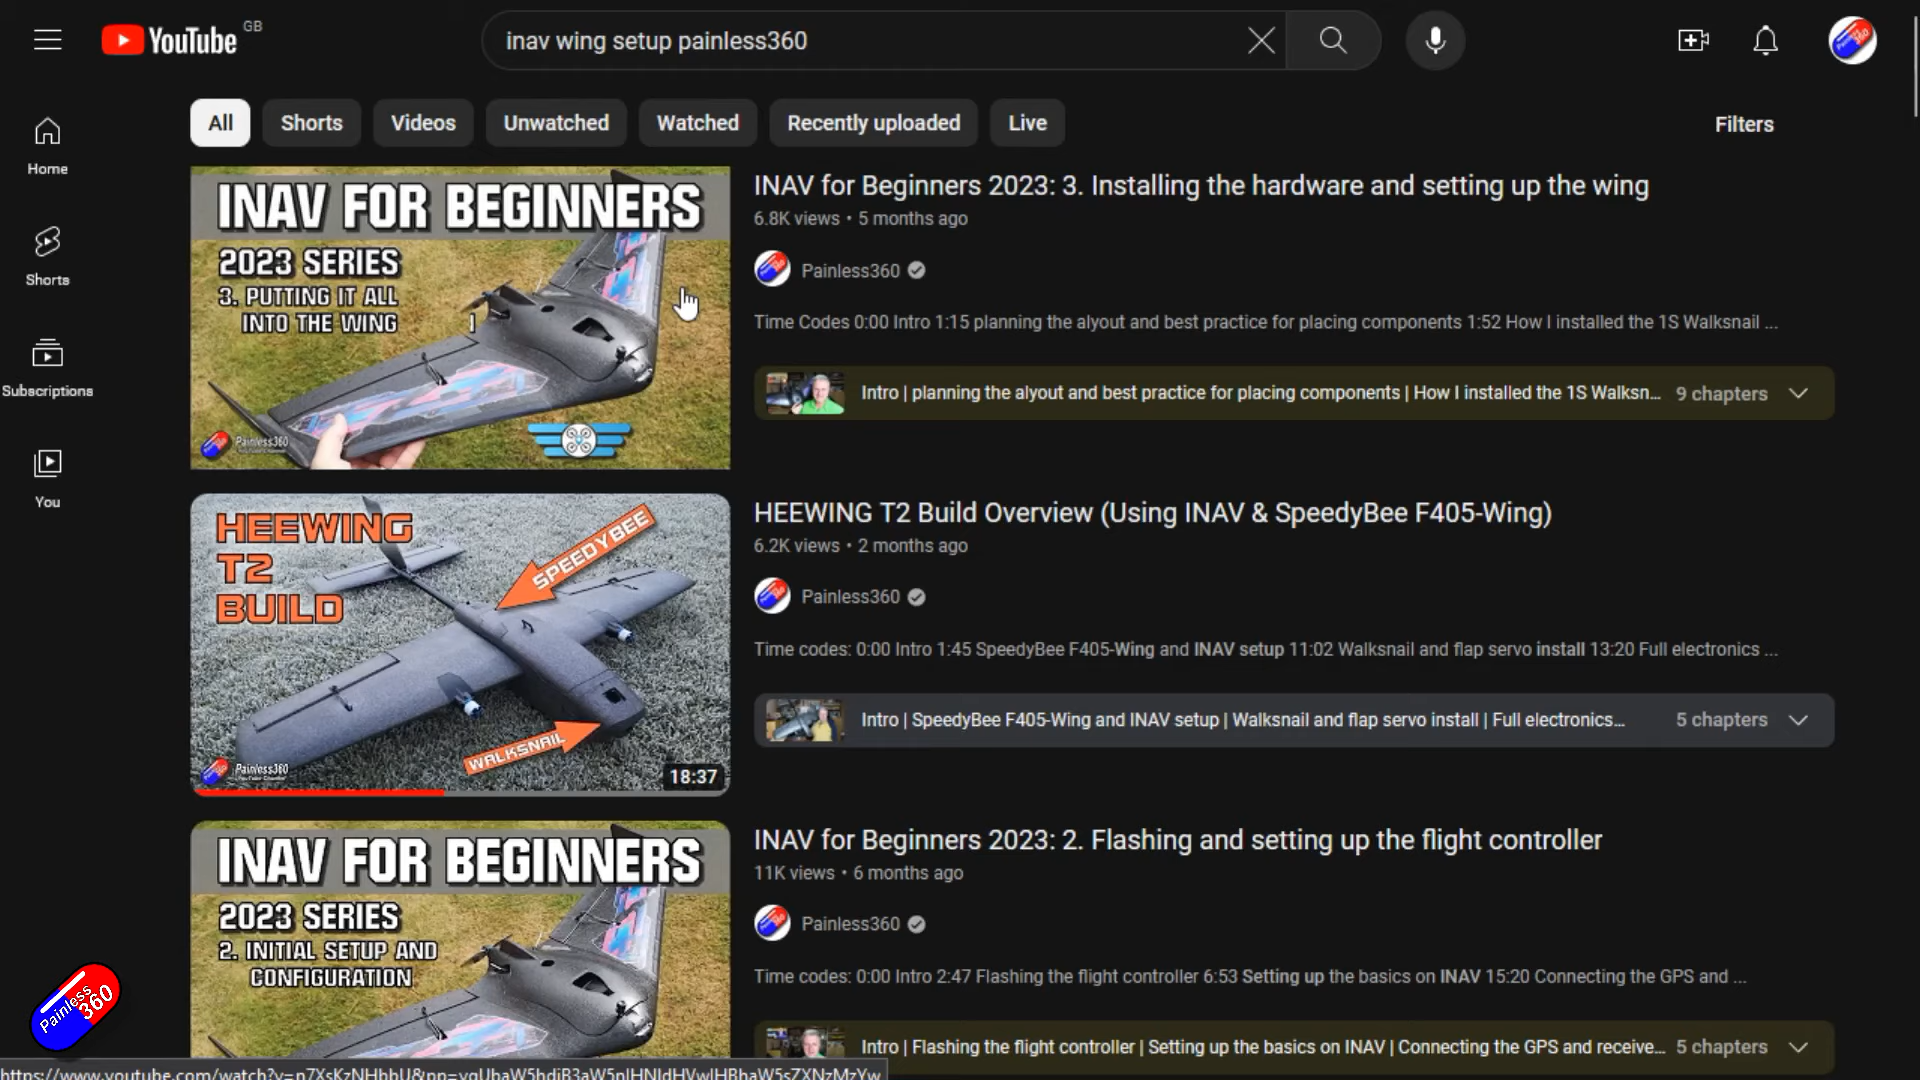 YouTube GB
inav wing setup painless360
All Shorts Videos Unwatched Watched Recently uploaded Live Filters
Home
Shorts
Subscriptions
You
INAV FOR BEGINNERS
2023 SERIES
3. PUTTING IT ALL
INTO THE WING
Painless360
INAV for Beginners 2023: 3. Installing the hardware and setting up the wing
6.8K views • 5 months ago
Painless360
Time Codes 0:00 Intro 1:15 planning the alyout and best practice for placing components 1:52 How I installed the 1S Walksnail ...
Intro | planning the alyout and best practice for placing components | How I installed the 1S Walksn... 9 chapters
HEEWING
T2
BUILD
SPEEDYBEE
WALKSNAIL
Painless360
18:37
HEEWING T2 Build Overview (Using INAV & SpeedyBee F405-Wing)
6.2K views • 2 months ago
Painless360
Time codes: 0:00 Intro 1:45 SpeedyBee F405-Wing and INAV setup 11:02 Walksnail and flap servo install 13:20 Full electronics ...
Intro | SpeedyBee F405-Wing and INAV setup | Walksnail and flap servo install | Full electronics... 5 chapters
INAV FOR BEGINNERS
2023 SERIES
2. INITIAL SETUP AND
CONFIGURATION
INAV for Beginners 2023: 2. Flashing and setting up the flight controller
11K views • 6 months ago
Painless360
Time codes: 0:00 Intro 2:47 Flashing the flight controller 6:53 Setting up the basics on INAV 15:20 Connecting the GPS and ...
Intro | Flashing the flight controller | Setting up the basics on INAV | Connecting the GPS and receive... 5 chapters
Painless
360